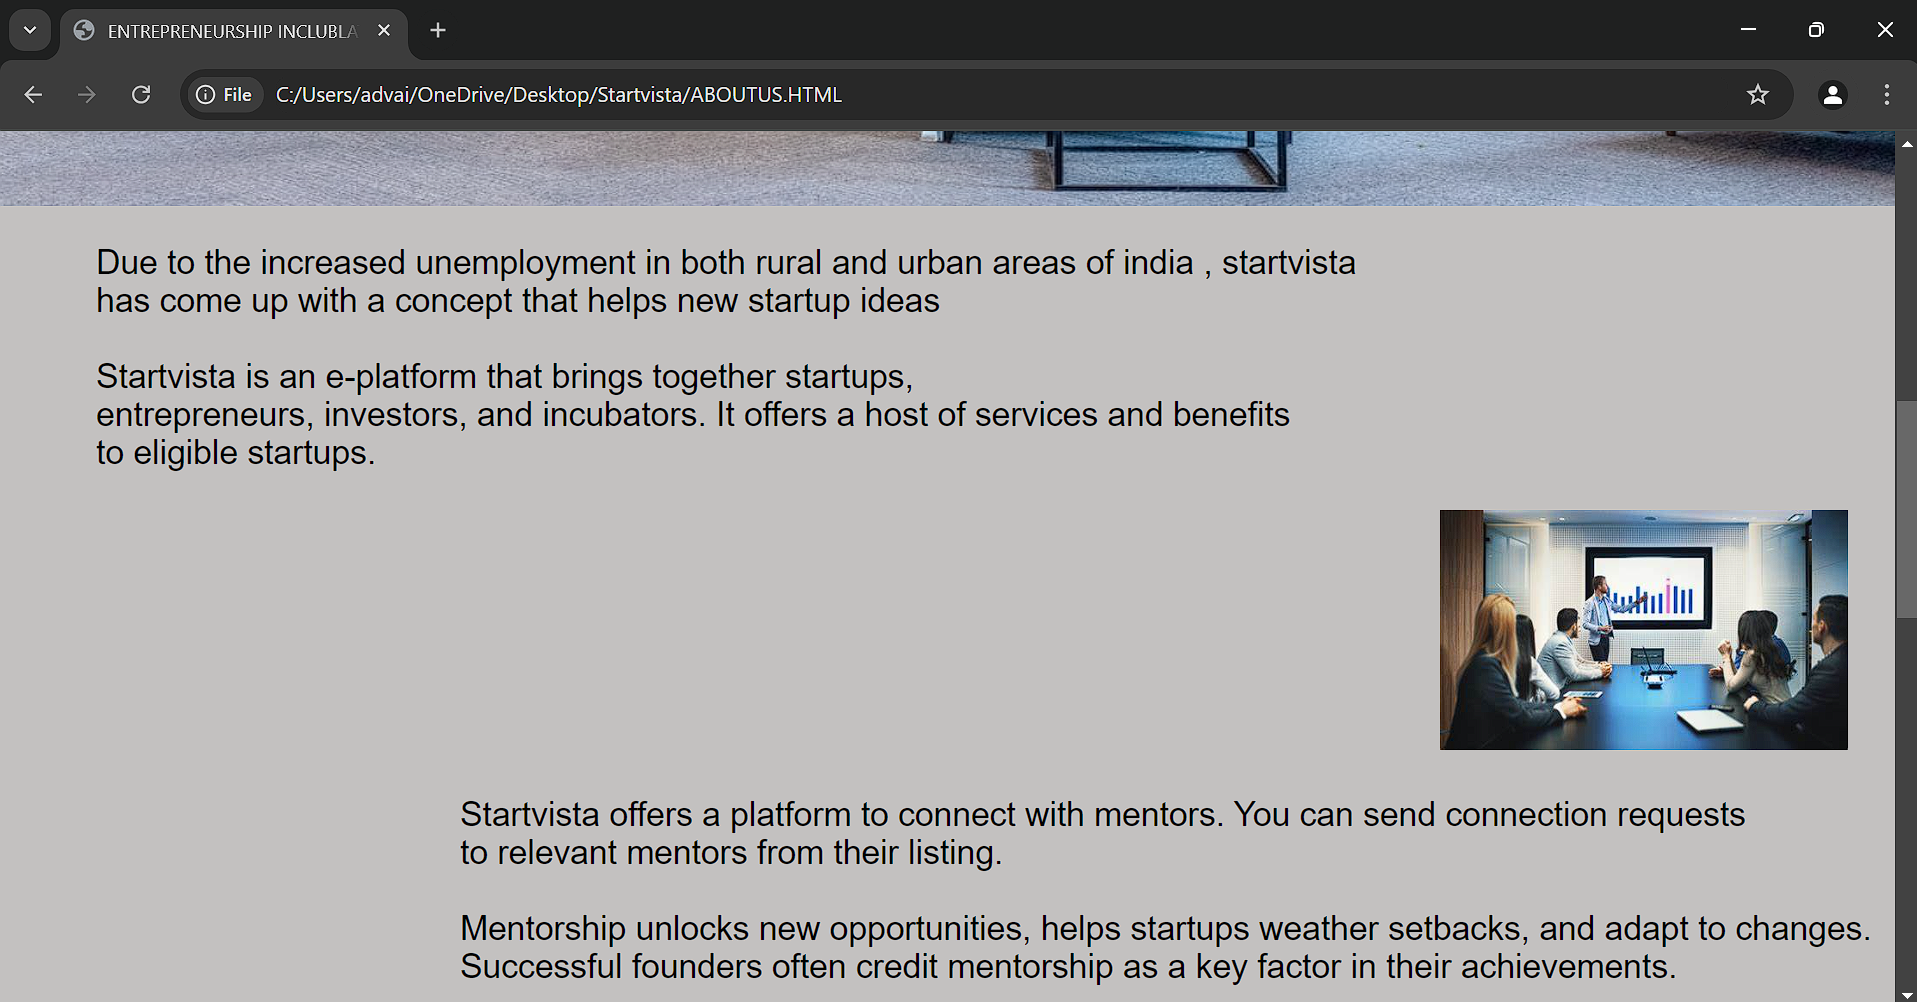 ENTREPRENEURSHIP INCLUBLA
File
C:/Users/advai/OneDrive/Desktop/Startvista/ABOUTUS.HTML
Due to the increased unemployment in both rural and urban areas of india , startvista
has come up with a concept that helps new startup ideas
Startvista is an e-platform that brings together startups,
entrepreneurs, investors, and incubators. It offers a host of services and benefits
to eligible startups.
Startvista offers a platform to connect with mentors. You can send connection requests
to relevant mentors from their listing.
Mentorship unlocks new opportunities, helps startups weather setbacks, and adapt to changes.
Successful founders often credit mentorship as a key factor in their achievements.